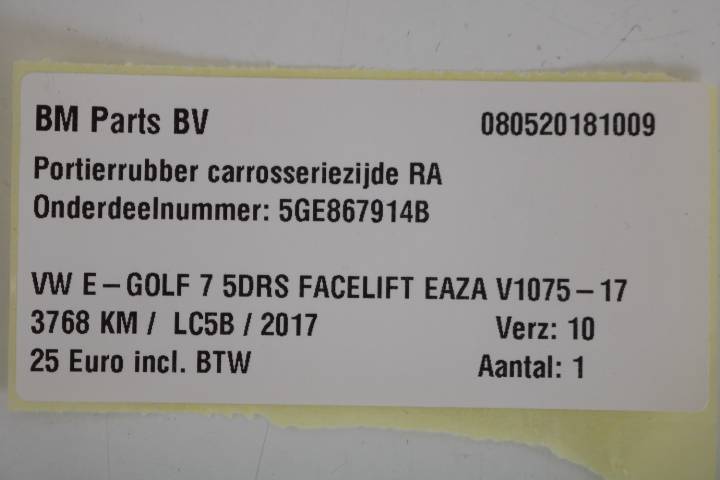 BM Parts BV 080520181009
Portierrubber carrosseriezijde RA
Onderdeelnummer: 5GE867914B
VW E-GOLF 7 5DRS FACELIFT EAZA V1075-17
3768 KM / LC5B / 2017 Verz: 10
25 Euro incl. BTW Aantal: 1